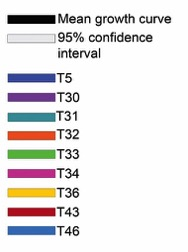 Mean growth curve
95% confidence
interval
T5
T30
T31
T32
T33
T34
T36
T43
T46